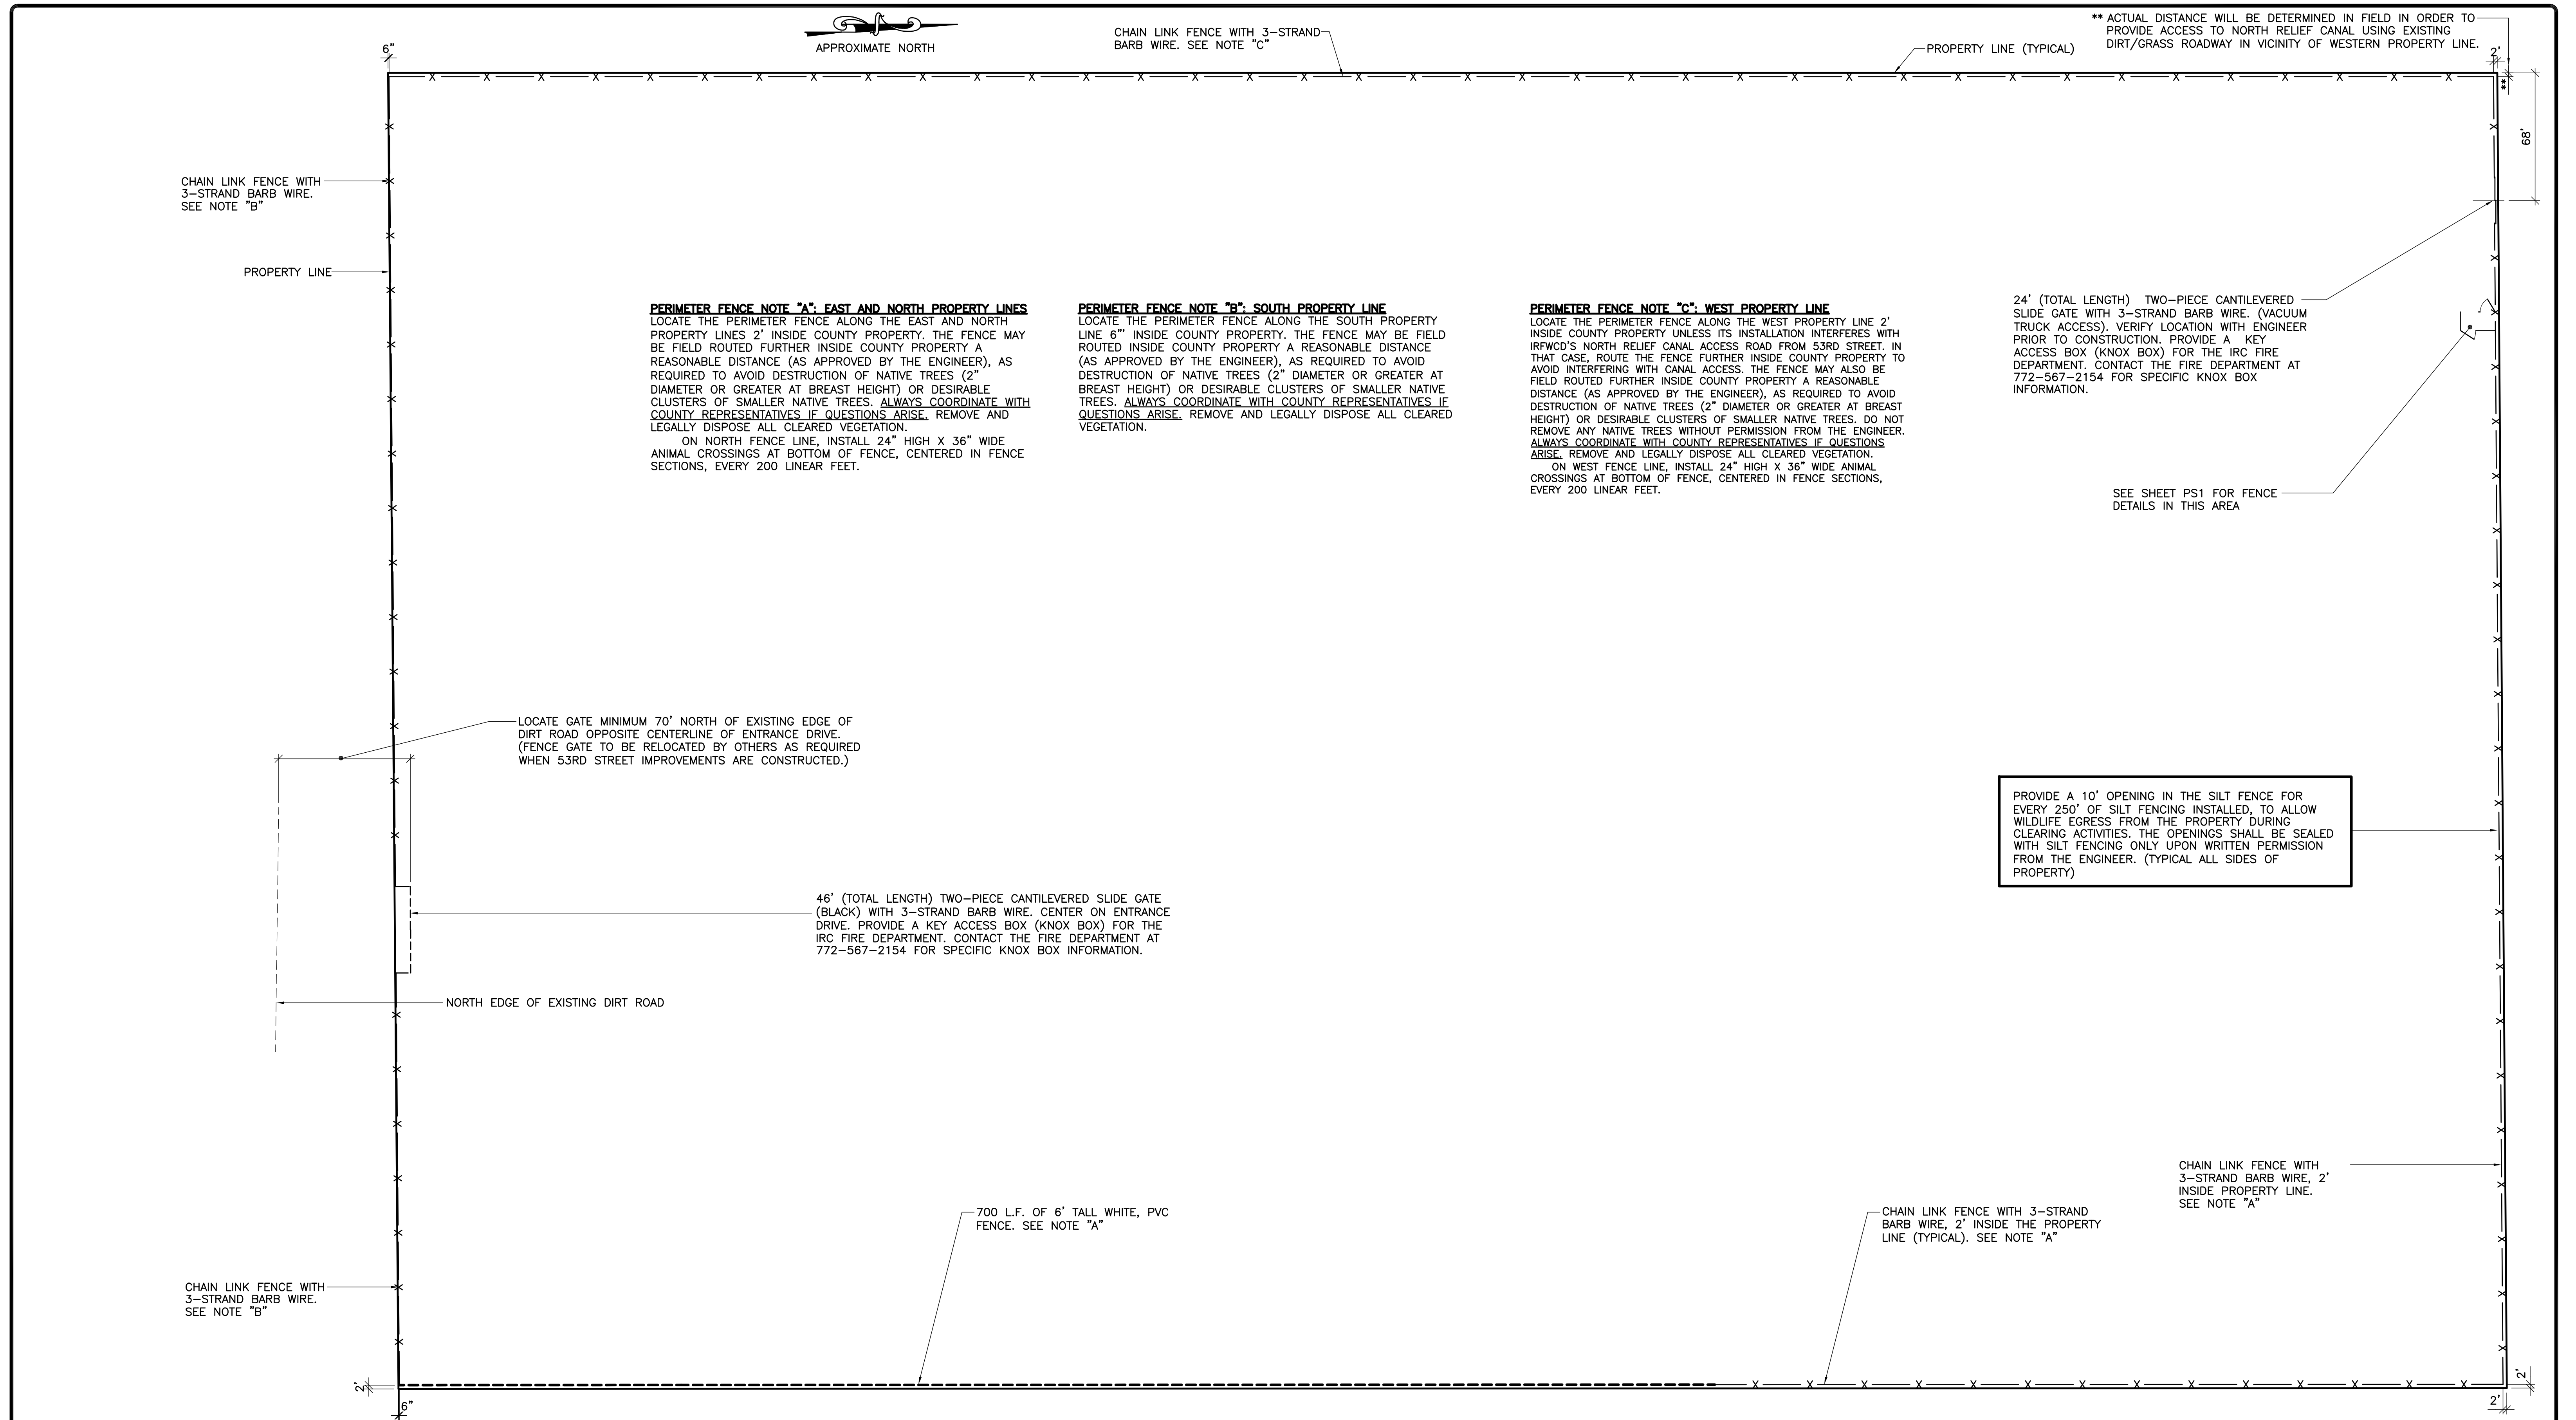 APPROXIMATE NORTH
CHAIN LINK FENCE WITH 3-STRAND
BARB WIRE. SEE NOTE "C"
PROPERTY LINE (TYPICAL)
** ACTUAL DISTANCE WILL BE DETERMINED IN FIELD IN ORDER TO
PROVIDE ACCESS TO NORTH RELIEF CANAL USING EXISTING
DIRT/GRASS ROADWAY IN VICINITY OF WESTERN PROPERTY LINE.
6"
2'
**
68'
CHAIN LINK FENCE WITH
3-STRAND BARB WIRE.
SEE NOTE "B"
PROPERTY LINE
PERIMETER FENCE NOTE "A": EAST AND NORTH PROPERTY LINES
LOCATE THE PERIMETER FENCE ALONG THE EAST AND NORTH
PROPERTY LINES 2' INSIDE COUNTY PROPERTY. THE FENCE MAY
BE FIELD ROUTED FURTHER INSIDE COUNTY PROPERTY A
REASONABLE DISTANCE (AS APPROVED BY THE ENGINEER), AS
REQUIRED TO AVOID DESTRUCTION OF NATIVE TREES (2"
DIAMETER OR GREATER AT BREAST HEIGHT) OR DESIRABLE
CLUSTERS OF SMALLER NATIVE TREES. ALWAYS COORDINATE WITH
COUNTY REPRESENTATIVES IF QUESTIONS ARISE. REMOVE AND
LEGALLY DISPOSE ALL CLEARED VEGETATION.
ON NORTH FENCE LINE, INSTALL 24" HIGH X 36" WIDE
ANIMAL CROSSINGS AT BOTTOM OF FENCE, CENTERED IN FENCE
SECTIONS, EVERY 200 LINEAR FEET.
PERIMETER FENCE NOTE "B": SOUTH PROPERTY LINE
LOCATE THE PERIMETER FENCE ALONG THE SOUTH PROPERTY
LINE 6"' INSIDE COUNTY PROPERTY. THE FENCE MAY BE FIELD
ROUTED INSIDE COUNTY PROPERTY A REASONABLE DISTANCE
(AS APPROVED BY THE ENGINEER), AS REQUIRED TO AVOID
DESTRUCTION OF NATIVE TREES (2" DIAMETER OR GREATER AT
BREAST HEIGHT) OR DESIRABLE CLUSTERS OF SMALLER NATIVE
TREES. ALWAYS COORDINATE WITH COUNTY REPRESENTATIVES IF
QUESTIONS ARISE. REMOVE AND LEGALLY DISPOSE ALL CLEARED
VEGETATION.
PERIMETER FENCE NOTE "C": WEST PROPERTY LINE
LOCATE THE PERIMETER FENCE ALONG THE WEST PROPERTY LINE 2'
INSIDE COUNTY PROPERTY UNLESS ITS INSTALLATION INTERFERES WITH
IRFWCD'S NORTH RELIEF CANAL ACCESS ROAD FROM 53RD STREET. IN
THAT CASE, ROUTE THE FENCE FURTHER INSIDE COUNTY PROPERTY TO
AVOID INTERFERING WITH CANAL ACCESS. THE FENCE MAY ALSO BE
FIELD ROUTED FURTHER INSIDE COUNTY PROPERTY A REASONABLE
DISTANCE (AS APPROVED BY THE ENGINEER), AS REQUIRED TO AVOID
DESTRUCTION OF NATIVE TREES (2" DIAMETER OR GREATER AT BREAST
HEIGHT) OR DESIRABLE CLUSTERS OF SMALLER NATIVE TREES. DO NOT
REMOVE ANY NATIVE TREES WITHOUT PERMISSION FROM THE ENGINEER.
ALWAYS COORDINATE WITH COUNTY REPRESENTATIVES IF QUESTIONS
ARISE. REMOVE AND LEGALLY DISPOSE ALL CLEARED VEGETATION.
ON WEST FENCE LINE, INSTALL 24" HIGH X 36" WIDE ANIMAL
CROSSINGS AT BOTTOM OF FENCE, CENTERED IN FENCE SECTIONS,
EVERY 200 LINEAR FEET.
24' (TOTAL LENGTH) TWO-PIECE CANTILEVERED
SLIDE GATE WITH 3-STRAND BARB WIRE. (VACUUM
TRUCK ACCESS). VERIFY LOCATION WITH ENGINEER
PRIOR TO CONSTRUCTION. PROVIDE A KEY
ACCESS BOX (KNOX BOX) FOR THE IRC FIRE
DEPARTMENT. CONTACT THE FIRE DEPARTMENT AT
772-567-2154 FOR SPECIFIC KNOX BOX
INFORMATION.
SEE SHEET PS1 FOR FENCE
DETAILS IN THIS AREA
LOCATE GATE MINIMUM 70' NORTH OF EXISTING EDGE OF
DIRT ROAD OPPOSITE CENTERLINE OF ENTRANCE DRIVE.
(FENCE GATE TO BE RELOCATED BY OTHERS AS REQUIRED
WHEN 53RD STREET IMPROVEMENTS ARE CONSTRUCTED.)
PROVIDE A 10' OPENING IN THE SILT FENCE FOR
EVERY 250' OF SILT FENCING INSTALLED, TO ALLOW
WILDLIFE EGRESS FROM THE PROPERTY DURING
CLEARING ACTIVITIES. THE OPENINGS SHALL BE SEALED
WITH SILT FENCING ONLY UPON WRITTEN PERMISSION
FROM THE ENGINEER. (TYPICAL ALL SIDES OF
PROPERTY)
46' (TOTAL LENGTH) TWO-PIECE CANTILEVERED SLIDE GATE
(BLACK) WITH 3-STRAND BARB WIRE. CENTER ON ENTRANCE
DRIVE. PROVIDE A KEY ACCESS BOX (KNOX BOX) FOR THE
IRC FIRE DEPARTMENT. CONTACT THE FIRE DEPARTMENT AT
772-567-2154 FOR SPECIFIC KNOX BOX INFORMATION.
NORTH EDGE OF EXISTING DIRT ROAD
CHAIN LINK FENCE WITH
3-STRAND BARB WIRE, 2'
INSIDE PROPERTY LINE.
SEE NOTE "A"
700 L.F. OF 6' TALL WHITE, PVC
FENCE. SEE NOTE "A"
CHAIN LINK FENCE WITH 3-STRAND
BARB WIRE, 2' INSIDE THE PROPERTY
LINE (TYPICAL). SEE NOTE "A"
CHAIN LINK FENCE WITH
3-STRAND BARB WIRE.
SEE NOTE "B"
2'
6"
2'
2'